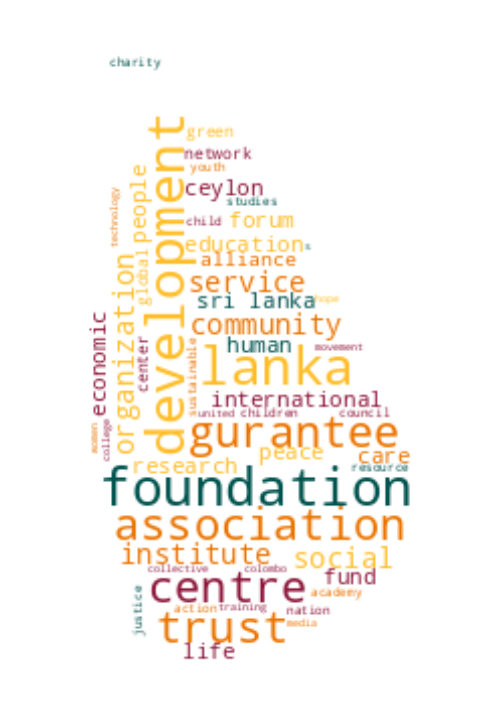 charity
green
network
youth
ceylon
studies
child forum
technology
people
global
development
educations
alliance
service
sri lanka hope
organization
community
economic
center
human movement
sustainable
lanka
international
united children council
women
college
gurantee
peace care
research resource
foundation
association
institute social
collective colombo fund
centre academy
justice
action training nation
trust media
life